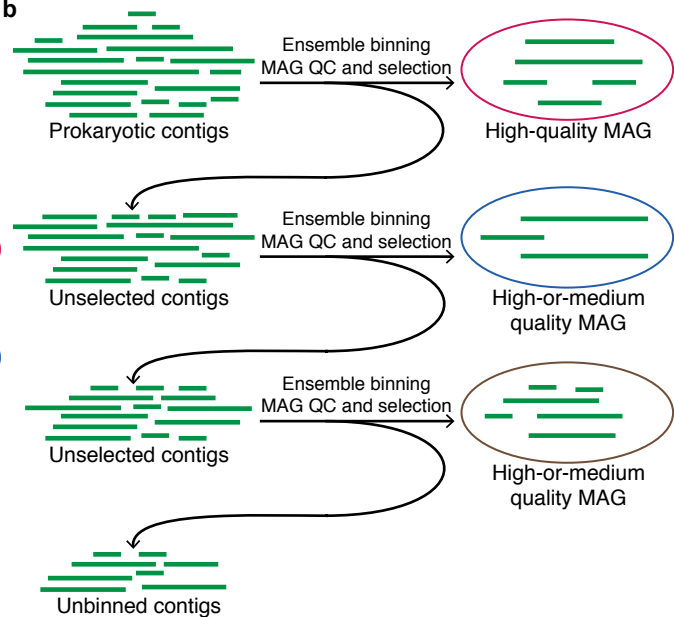 b
Ensemble binning
MAG QC and selection
Prokaryotic contigs
High-quality MAG
Ensemble binning
MAG QC and selection
Unselected contigs
High-or-medium
quality MAG
Ensemble binning
MAG QC and selection
Unselected contigs
High-or-medium
quality MAG
Unbinned contigs